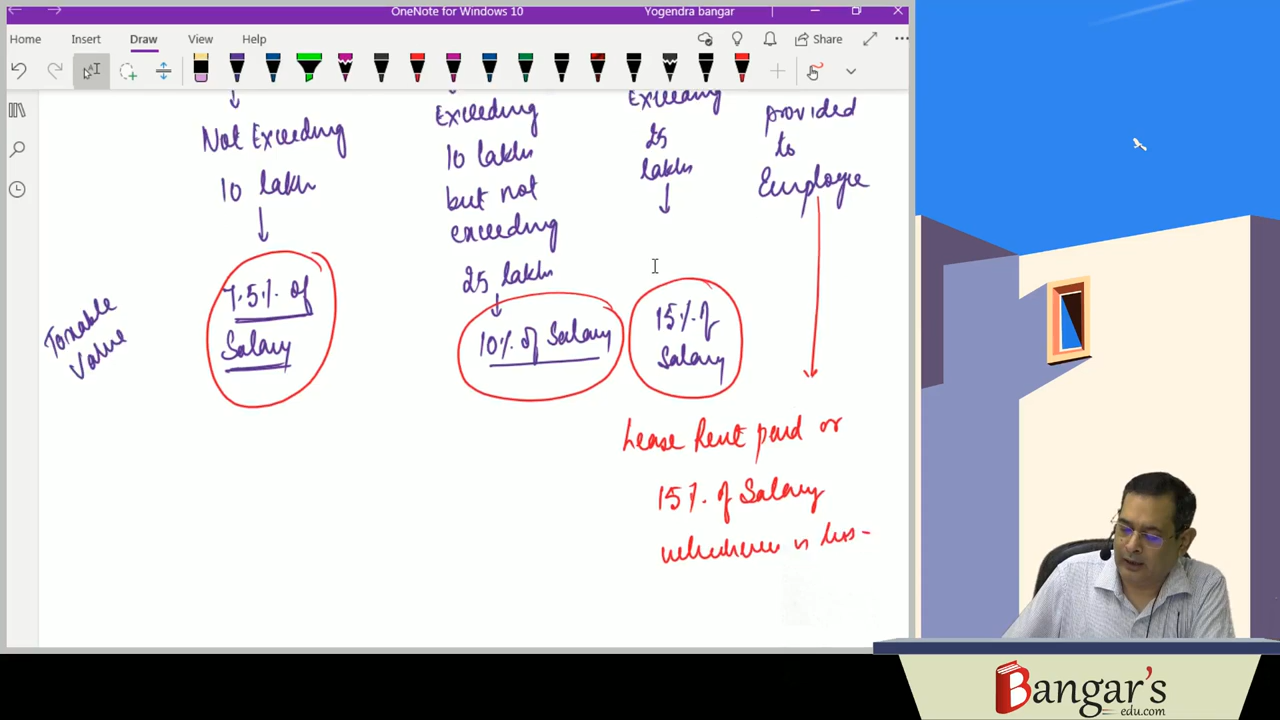 OneNote for Windows 10
Yogendra bangar
Home
Insert
Draw
View
Help
Share
Not Exceeding
10 lakh
7.5% of
Salary
Exceeding
10 lakh
but not
exceeding
25 lakh
10% of Salary
Exceeding
25
lakh
15% of
Salary
provided
to
Employee
Taxable
Value
Lease Rent paid or
15% of Salary
whichever is less-
Bangar's
edu.com